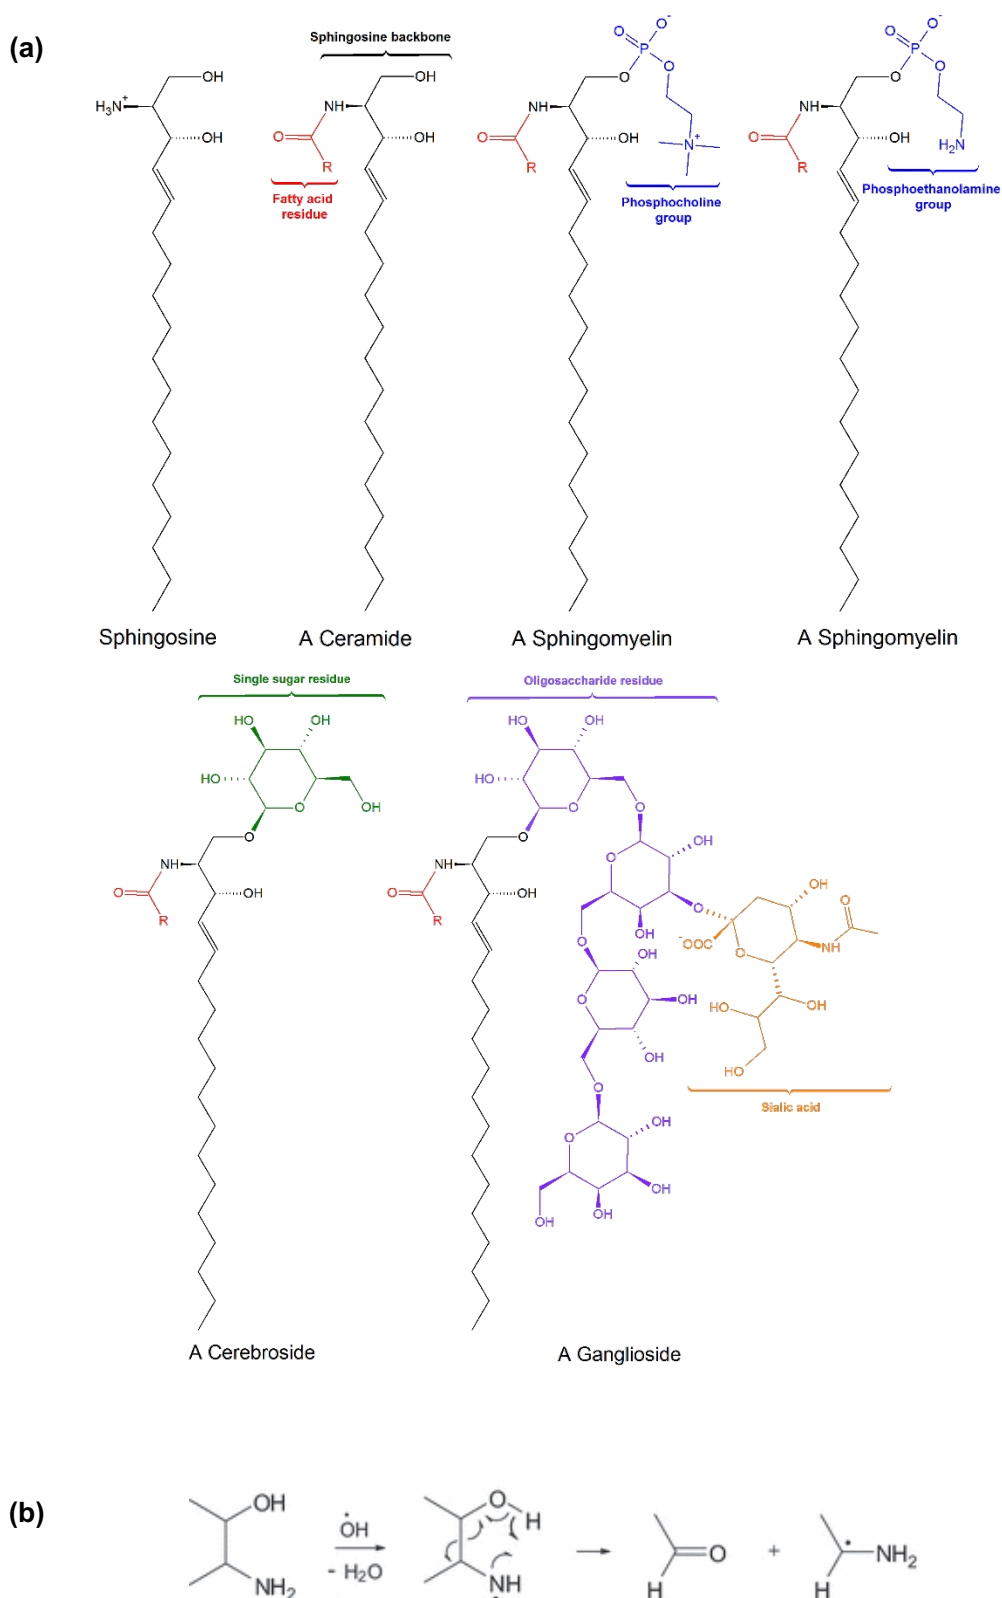 (a)
Sphingosine backbone
OH
H3N+
OH
OH
NH
O
OH
R
Fatty acid
residue
O-
O
P
O
O
NH
O
OH
R
N+
Phosphocholine
group
O-
O
P
O
O
NH
O
OH
R
H2N
Phosphoethanolamine
group
Sphingosine
A Ceramide
A Sphingomyelin
A Sphingomyelin
Single sugar residue
HO
OH
HO
O
OH
O
NH
O
OH
R
A Cerebroside
Oligosaccharide residue
HO
OH
HO
O
O
O
NH
O
OH
R
O
OH
O
OH
O
OH
O
-OOC
O
NH
HO
OH
HO
Sialic acid
O
OH
O
OH
OH
O
O
OH
OH
OH
OH
A Ganglioside
(b)
OH
NH2
•OH
- H2O
O
H
NH
•
H
O
+
•
H
NH2